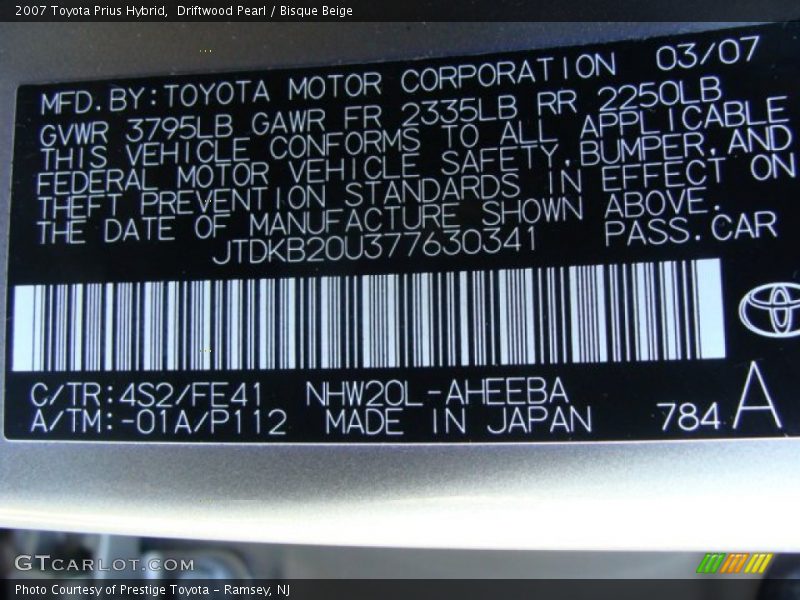 2007 Toyota Prius Hybrid,  Driftwood Pearl / Bisque Beige
MFD. BY: TOYOTA MOTOR CORPORATION 03/07
GVWR 3795LB GAWR FR 2335LB RR 2250LB
THIS VEHICLE CONFORMS TO ALL APPLICABLE
FEDERAL MOTOR VEHICLE SAFETY, BUMPER, AND
THEFT PREVENTION STANDARDS IN EFFECT ON
THE DATE OF MANUFACTURE SHOWN ABOVE.
JTDKB20U377630341 PASS. CAR
C/TR: 4S2/FE41 NHW20L-AHEEBA
A/TM: -01A/P112 MADE IN JAPAN 784 A
GTCARLOT.COM
Photo Courtesy of Prestige Toyota - Ramsey, NJ